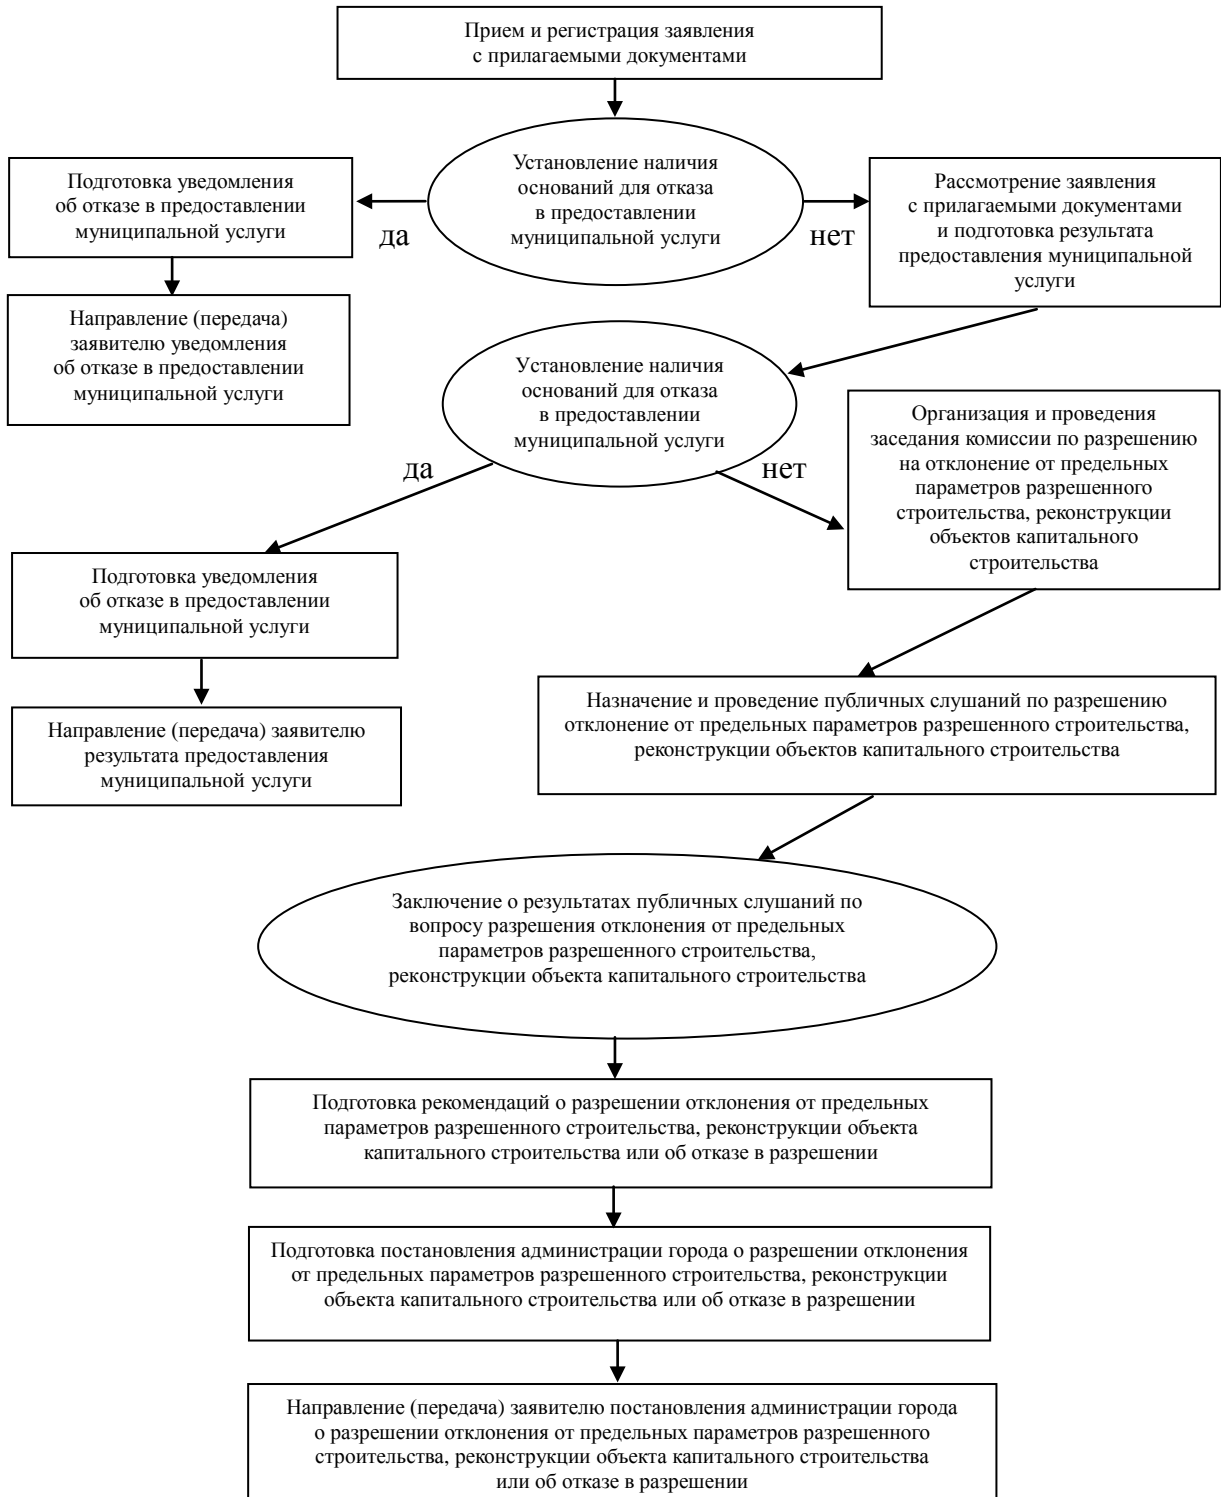 Прием и регистрация заявления
с прилагаемыми документами
Установление наличия
оснований для отказа
в предоставлении
муниципальной услуги
Подготовка уведомления
об отказе в предоставлении
муниципальной услуги
да
нет
Рассмотрение заявления
с прилагаемыми документами
и подготовка результата
предоставления муниципальной
услуги
Направление (передача)
заявителю уведомления
об отказе в предоставлении
муниципальной услуги
Установление наличия
оснований для отказа
в предоставлении
муниципальной услуги
да
нет
Организация и проведения
заседания комиссии по разрешению
на отклонение от предельных
параметров разрешенного
строительства, реконструкции
объектов капитального
строительства
Подготовка уведомления
об отказе в предоставлении
муниципальной услуги
Направление (передача) заявителю
результата предоставления
муниципальной услуги
Назначение и проведение публичных слушаний по разрешению
отклонение от предельных параметров разрешенного строительства,
реконструкции объектов капитального строительства
Заключение о результатах публичных слушаний по
вопросу разрешения отклонения от предельных
параметров разрешенного строительства,
реконструкции объекта капитального строительства
Подготовка рекомендаций о разрешении отклонения от предельных
параметров разрешенного строительства, реконструкции объекта
капитального строительства или об отказе в разрешении
Подготовка постановления администрации города о разрешении отклонения
от предельных параметров разрешенного строительства, реконструкции
объекта капитального строительства или об отказе в разрешении
Направление (передача) заявителю постановления администрации города
о разрешении отклонения от предельных параметров разрешенного
строительства, реконструкции объекта капитального строительства
или об отказе в разрешении